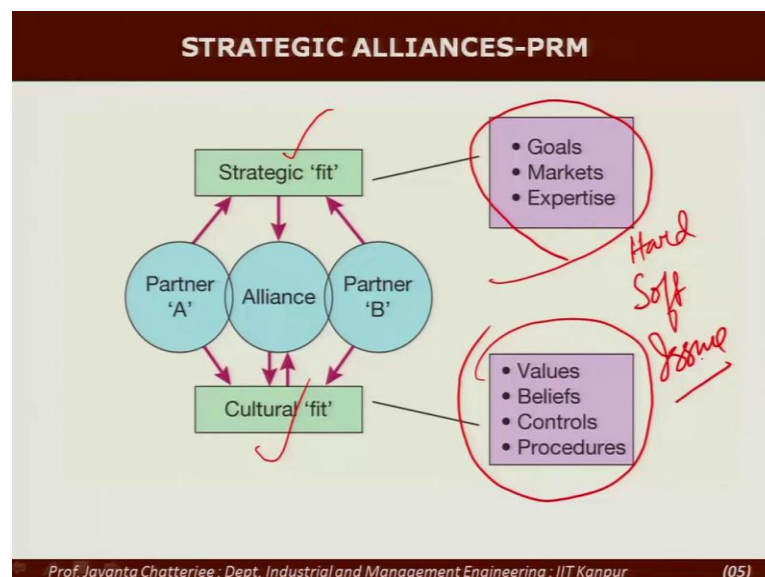 STRATEGIC ALLIANCES-PRM
Strategic 'fit'
• Goals
• Markets
• Expertise
Hard
Soft
Issue
Partner 'A'
Alliance
Partner 'B'
Cultural 'fit'
• Values
• Beliefs
• Controls
• Procedures
Prof. Jayanta Chatterjee : Dept. Industrial and Management Engineering : IIT Kanpur (05)